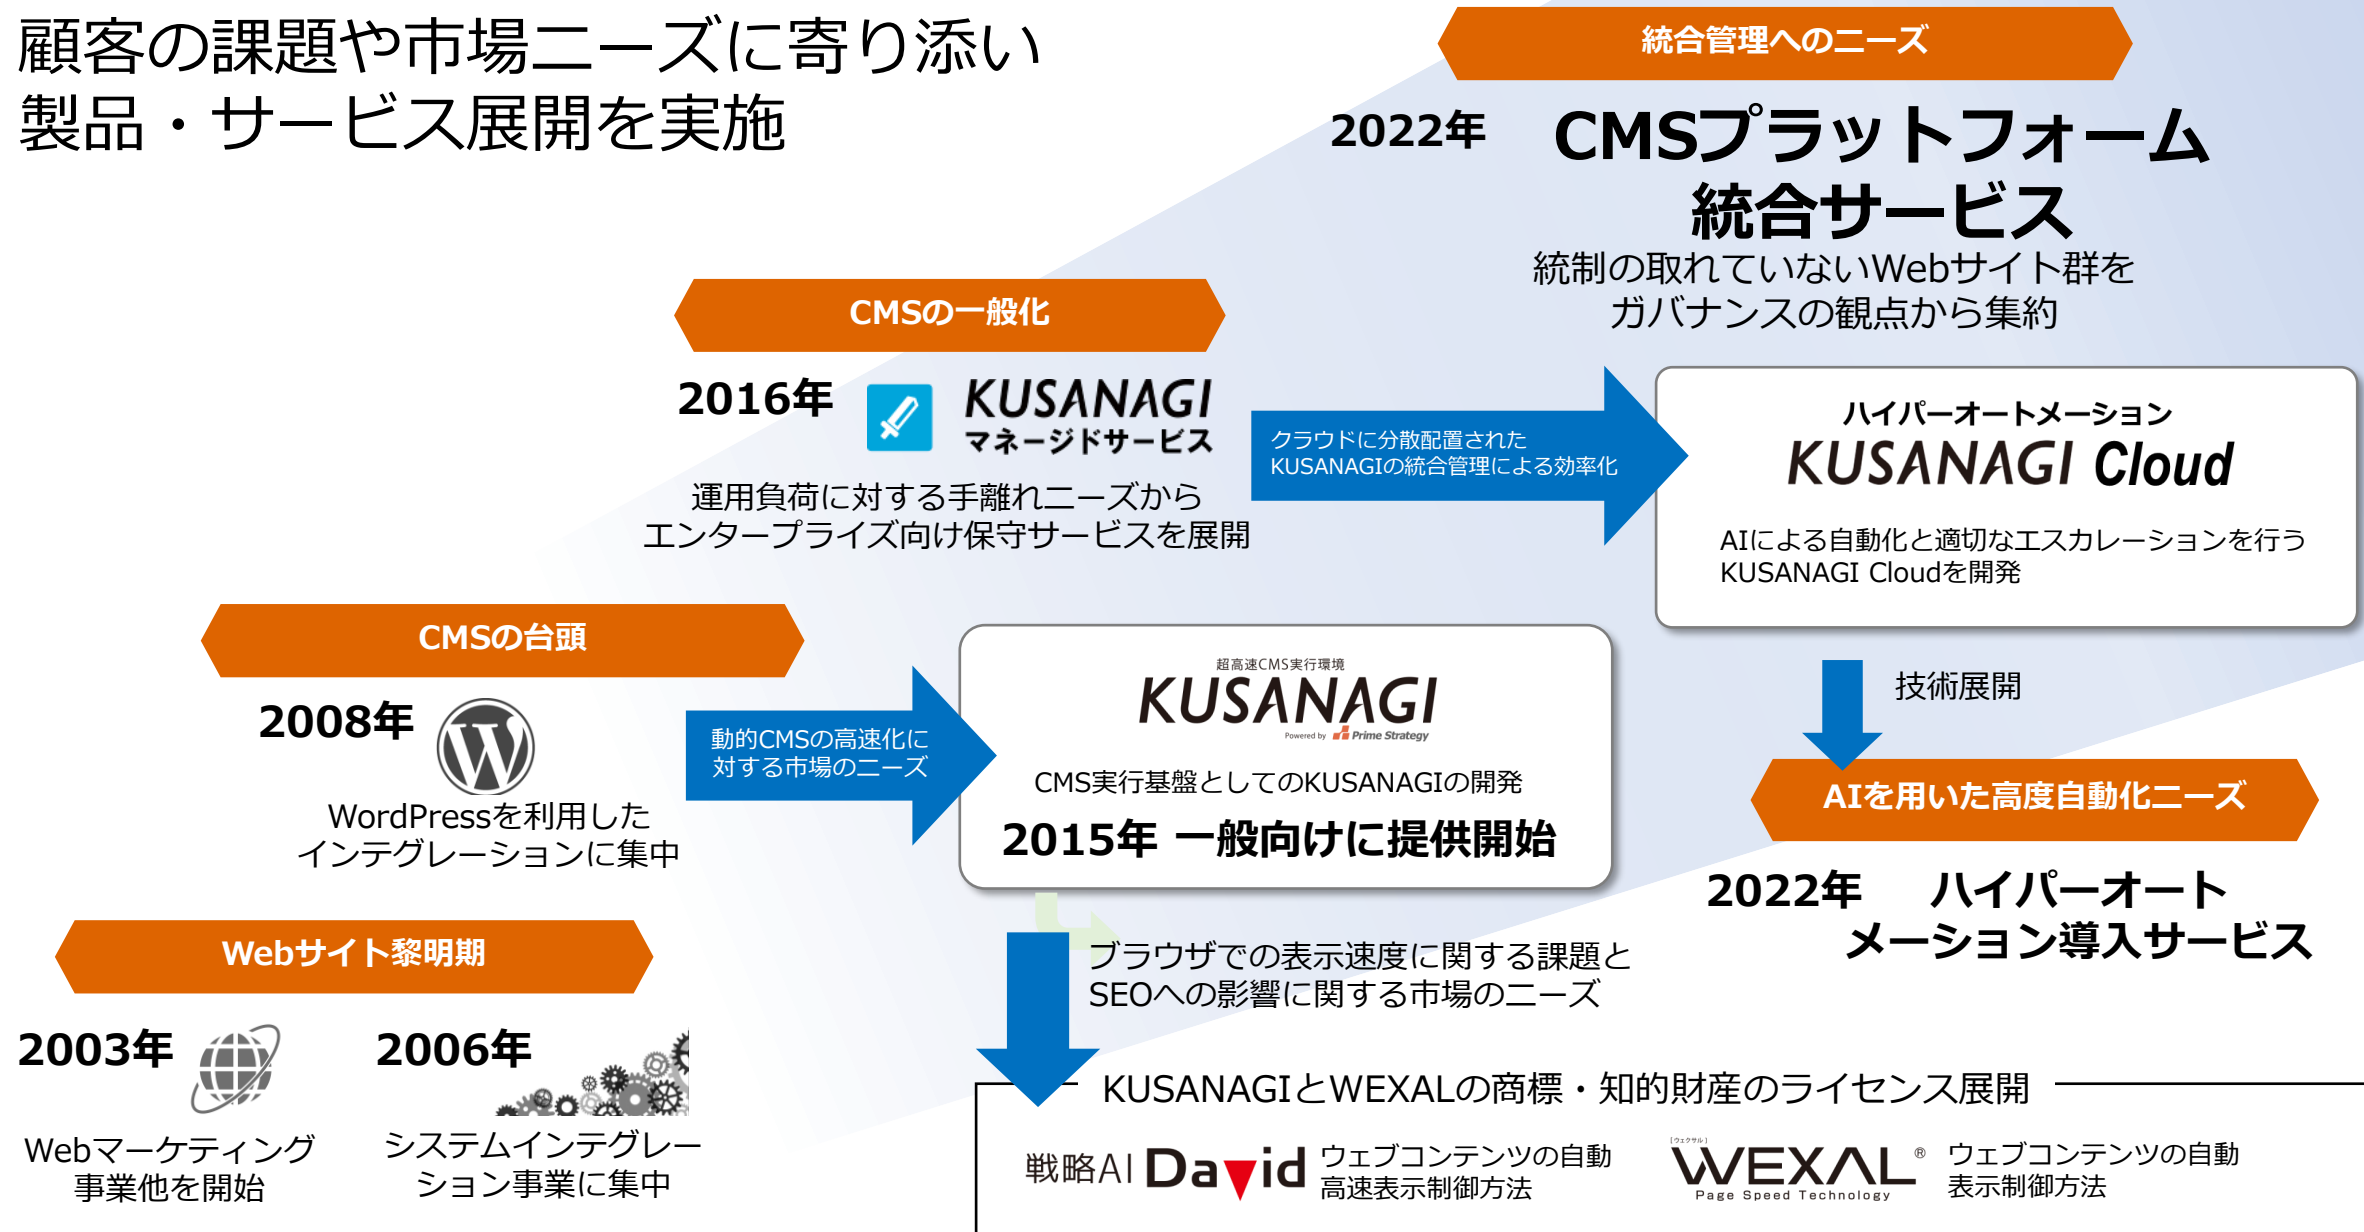 顧客の課題や市場ニーズに寄り添い
製品・サービス展開を実施
統合管理へのニーズ
2022年
CMSプラットフォーム
統合サービス
統制の取れていないWebサイト群を
ガバナンスの観点から集約
CMSの一般化
2016年
KUSANAGI
マネージドサービス
運用負荷に対する手離れニーズから
エンタープライズ向け保守サービスを展開
クラウドに分散配置された
KUSANAGIの統合管理による効率化
ハイパーオートメーション
KUSANAGI Cloud
AIによる自動化と適切なエスカレーションを行う
KUSANAGI Cloudを開発
CMSの台頭
2008年
WordPressを利用した
インテグレーションに集中
動的CMSの高速化に
対する市場のニーズ
超高速CMS実行環境
KUSANAGI
Powered by Prime Strategy
CMS実行基盤としてのKUSANAGIの開発
2015年 一般向けに提供開始
技術展開
AIを用いた高度自動化ニーズ
2022年 ハイパーオート
メーション導入サービス
Webサイト黎明期
2003年
Webマーケティング
事業他を開始
2006年
システムインテグレー
ション事業に集中
ブラウザでの表示速度に関する課題と
SEOへの影響に関する市場のニーズ
KUSANAGIとWEXALの商標・知的財産のライセンス展開
戦略AI David
ウェブコンテンツの自動
高速表示制御方法
[ウェクサル]
WEXAL®
Page Speed Technology
ウェブコンテンツの自動
表示制御方法